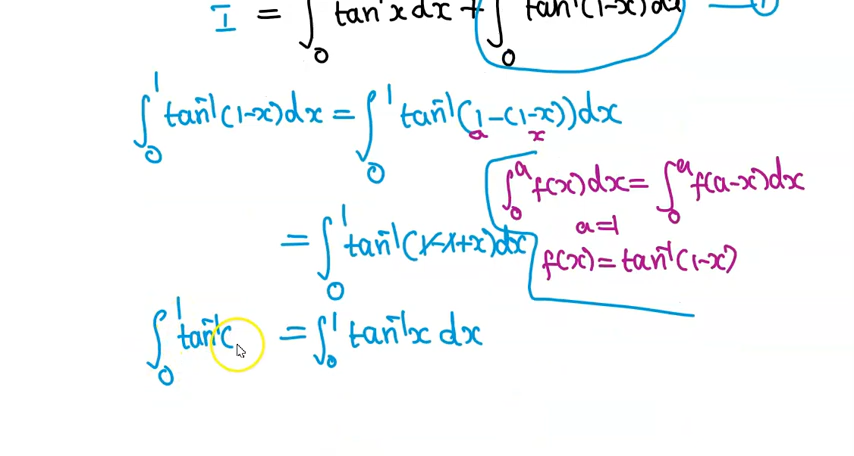 I = ∫₀ tan⁻¹x dx + ∫₀ tan⁻¹(1-x)dx — ①
∫₀¹ tan⁻¹(1-x)dx = ∫₀¹ tan⁻¹(1-(1-x))dx
a x
∫₀ᵃ f(x)dx = ∫₀ᵃ f(a-x)dx
a=1
f(x) = tan⁻¹(1-x)
= ∫₀¹ tan⁻¹(1-1+x)dx
∫₀¹ tan⁻¹( = ∫₀¹ tan⁻¹x dx